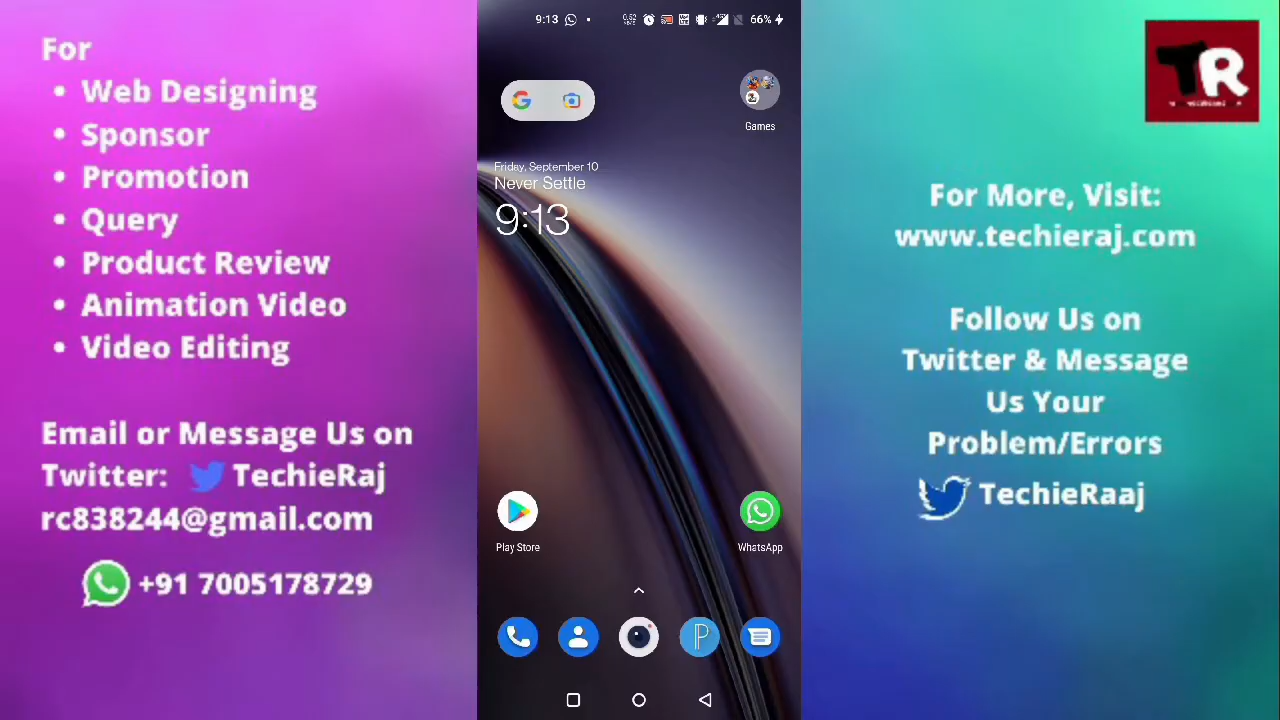 For
• Web Designing
• Sponsor
• Promotion
• Query
• Product Review
• Animation Video
• Video Editing
Email or Message Us on
Twitter: TechieRaj
rc838244@gmail.com
+91 7005178729
9:13
66%
Games
Friday, September 10
Never Settle
9:13
Play Store
WhatsApp
TR
For More, Visit:
www.techieraj.com
Follow Us on
Twitter & Message
Us Your
Problem/Errors
TechieRaaj